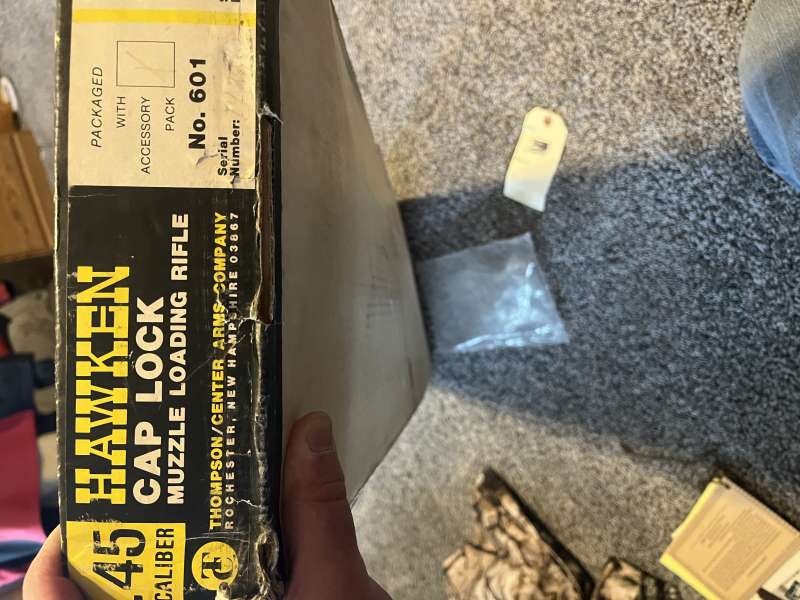 .45
CALIBER
HAWKEN
CAP LOCK
MUZZLE LOADING RIFLE
THOMPSON/CENTER ARMS COMPANY
ROCHESTER, NEW HAMPSHIRE 03867
PACKAGED
WITH
ACCESSORY
PACK
No. 601
Serial
Number: